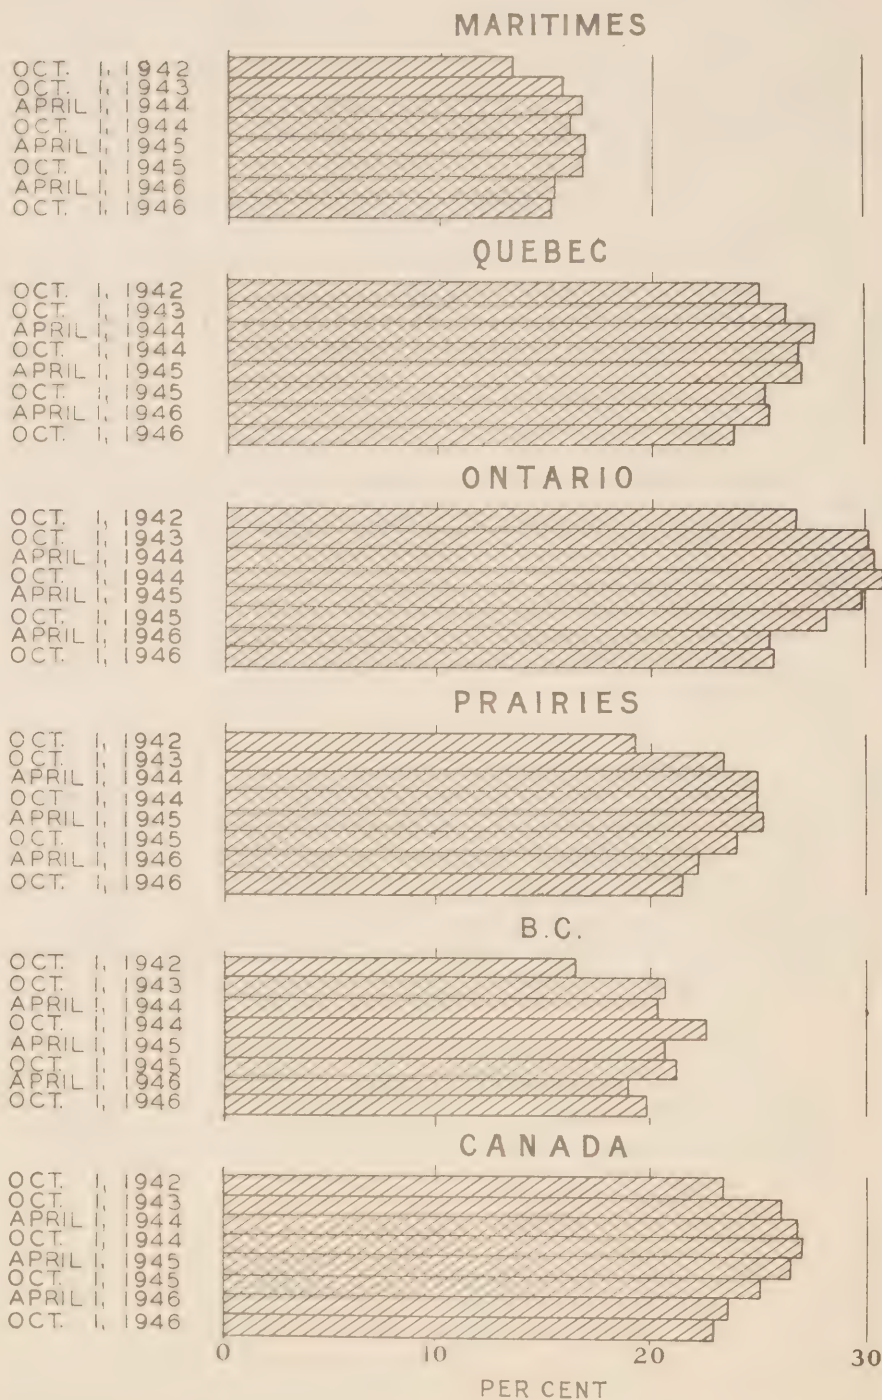 MARITIMES
OCT. 1, 1942
OCT. 1, 1943
APRIL 1, 1944
OCT. 1, 1944
APRIL 1, 1945
OCT. 1, 1945
APRIL 1, 1946
OCT. 1, 1946
QUEBEC
OCT. 1, 1942
OCT. 1, 1943
APRIL 1, 1944
OCT. 1, 1944
APRIL 1, 1945
OCT. 1, 1945
APRIL 1, 1946
OCT. 1, 1946
ONTARIO
OCT. 1, 1942
OCT. 1, 1943
APRIL 1, 1944
OCT. 1, 1944
APRIL 1, 1945
OCT. 1, 1945
APRIL 1, 1946
OCT. 1, 1946
PRAIRIES
OCT. 1, 1942
OCT. 1, 1943
APRIL 1, 1944
OCT 1, 1944
APRIL 1, 1945
OCT. 1, 1945
APRIL 1, 1946
OCT. 1, 1946
B.C.
OCT. 1, 1942
OCT. 1, 1943
APRIL 1, 1944
OCT. 1, 1944
APRIL 1, 1945
OCT. 1, 1945
APRIL 1, 1946
OCT. 1, 1946
CANADA
OCT. 1, 1942
OCT. 1, 1943
APRIL 1, 1944
OCT. 1, 1944
APRIL 1, 1945
OCT. 1, 1945
APRIL 1, 1946
OCT. 1, 1946
0 10 20 30
PER CENT